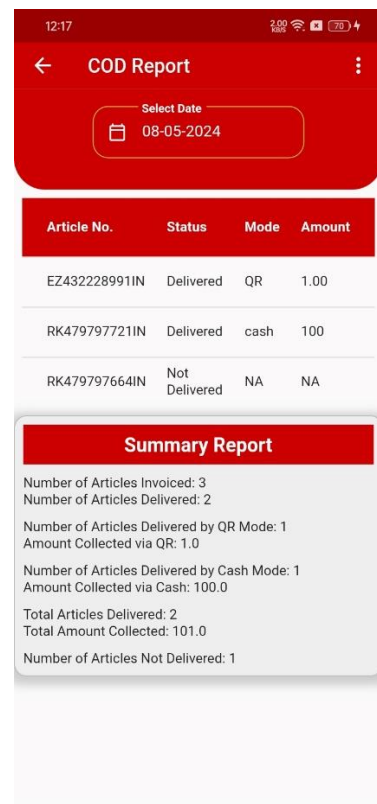 12:17 2.00 KB/S 70
COD Report
Select Date
08-05-2024
Article No. Status Mode Amount
EZ432228991IN Delivered QR 1.00
RK479797721IN Delivered cash 100
RK479797664IN Not Delivered NA NA
Summary Report
Number of Articles Invoiced: 3
Number of Articles Delivered: 2
Number of Articles Delivered by QR Mode: 1
Amount Collected via QR: 1.0
Number of Articles Delivered by Cash Mode: 1
Amount Collected via Cash: 100.0
Total Articles Delivered: 2
Total Amount Collected: 101.0
Number of Articles Not Delivered: 1